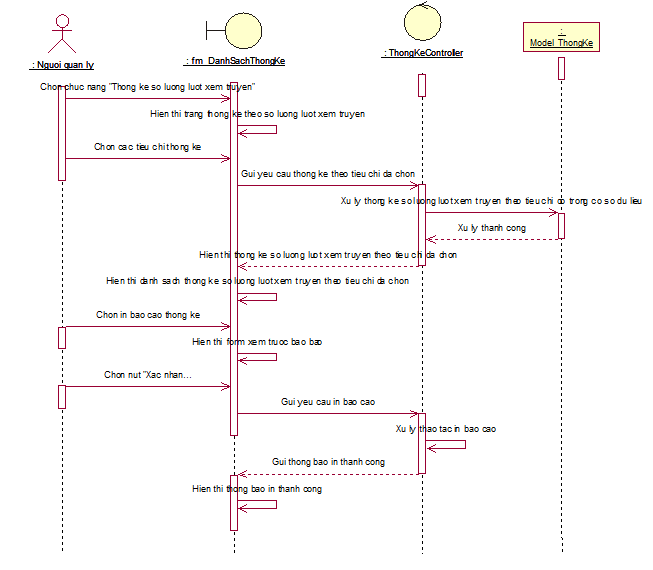 : Nguoi quan ly
: fm_DanhSachThongKe
: ThongKeController
:
Model_ThongKe
Chon chuc nang "Thong ke so luong luot xem truyen"
Hien thi trang thong ke theo so luong luot xem truyen
Chon cac tieu chi thong ke
Gui yeu cau thong ke theo tieu chi da chon
Xu ly thong ke so luong luot xem truyen theo tieu chi do trong co so du lieu
Xu ly thanh cong
Hien thi thong ke so luong luot xem truyen theo tieu chi da chon
Hien thi danh sach thong ke so luong luot xem truyen theo tieu chi da chon
Chon in bao cao thong ke
Hien thi form xem truoc bao bao
Chon nut "Xac nhan...
Gui yeu cau in bao cao
Xu ly thao tac in bao cao
Gui thong bao in thanh cong
Hien thi thong bao in thanh cong